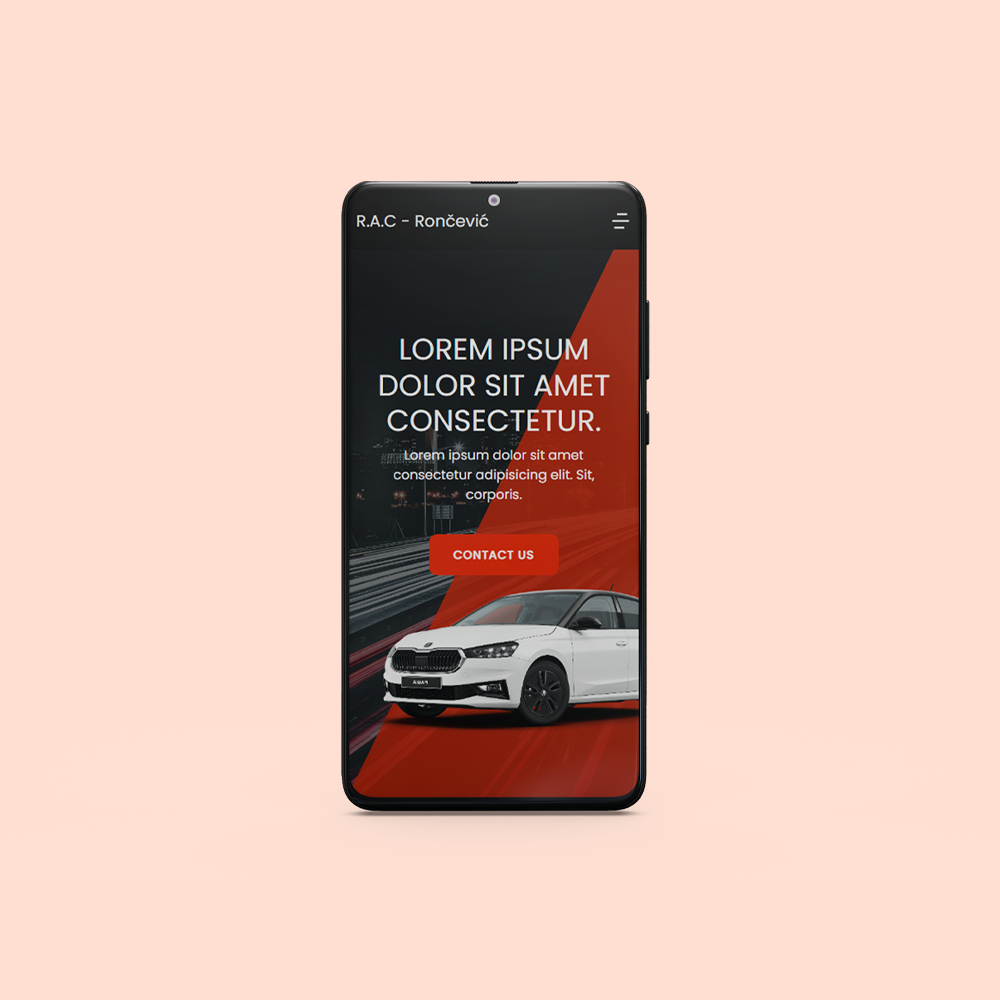 R.A.C - Rončević
LOREM IPSUM
DOLOR SIT AMET
CONSECTETUR.
Lorem ipsum dolor sit amet
consectetur adipisicing elit. Sit,
corporis.
CONTACT US